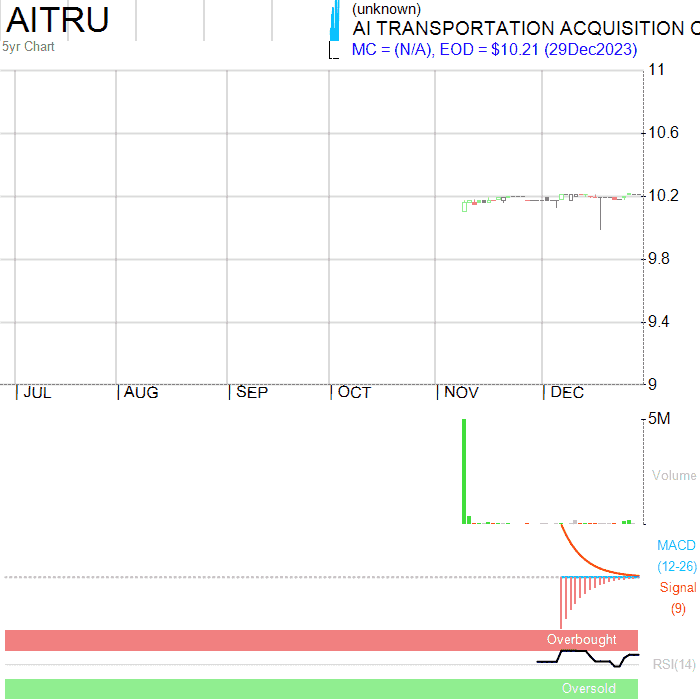 AITRU
5yr Chart
(unknown)
AI TRANSPORTATION ACQUISITION C
MC = (N/A), EOD = $10.21 (29Dec2023)
11
10.6
10.2
9.8
9.4
9
JUL AUG SEP OCT NOV DEC
5M
Volume
MACD
(12-26)
Signal
(9)
Overbought
RSI(14)
Oversold